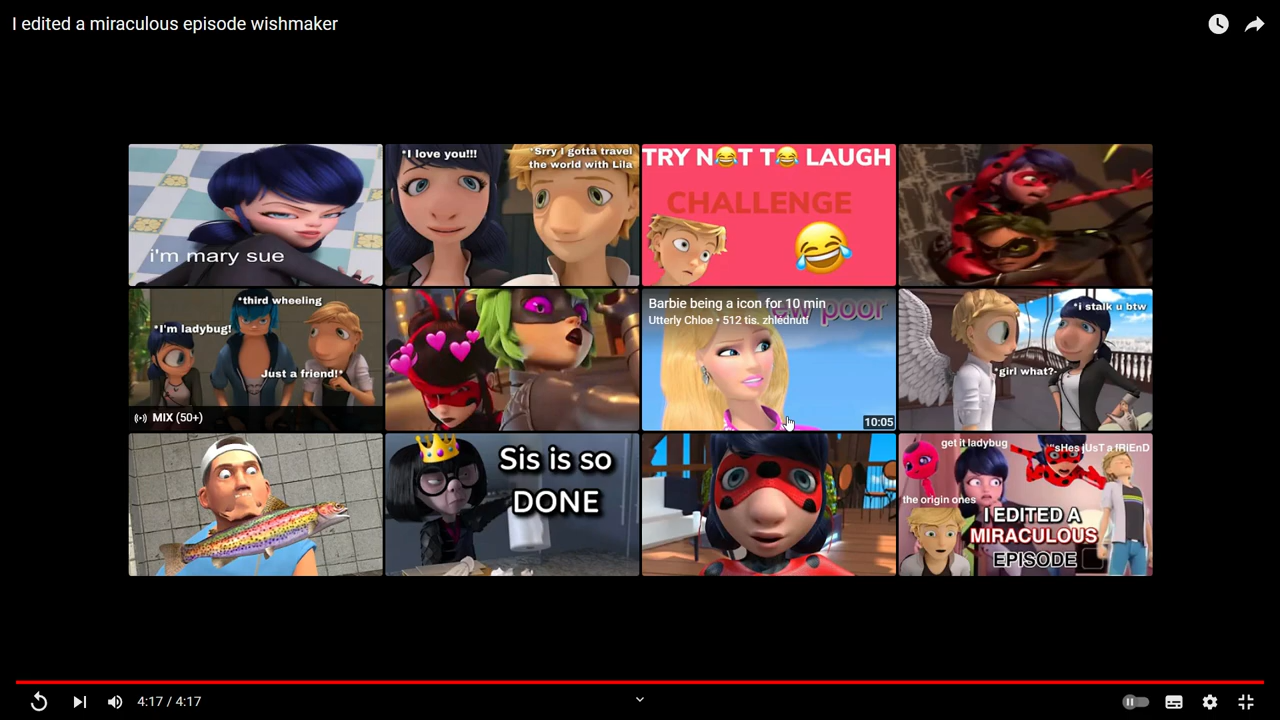 I edited a miraculous episode wishmaker
i'm mary sue
*I love you!!!
*Srry I gotta travel
the world with Lila
TRY N😂T T😂 LAUGH
CHALLENGE
*third wheeling
*I'm ladybug!
Just a friend!*
MIX (50+)
Barbie being a icon for 10 min
Utterly Chloe • 512 tis. zhlédnutí
ew poor
10:05
*i stalk u btw
*girl what?*
Sis is so
DONE
get it ladybug
"sHes jUsT a fRiEnD
the origin ones
I EDITED A
MIRACULOUS
EPISODE
4:17 / 4:17